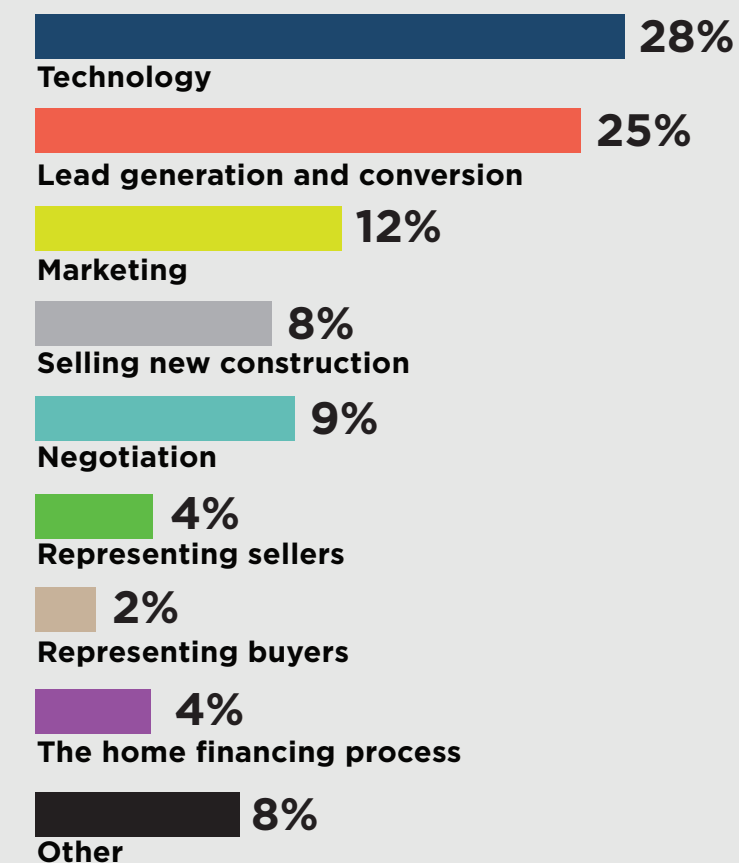 28%
Technology
25%
Lead generation and conversion
12%
Marketing
8%
Selling new construction
9%
Negotiation
4%
Representing sellers
2%
Representing buyers
4%
The home financing process
8%
Other